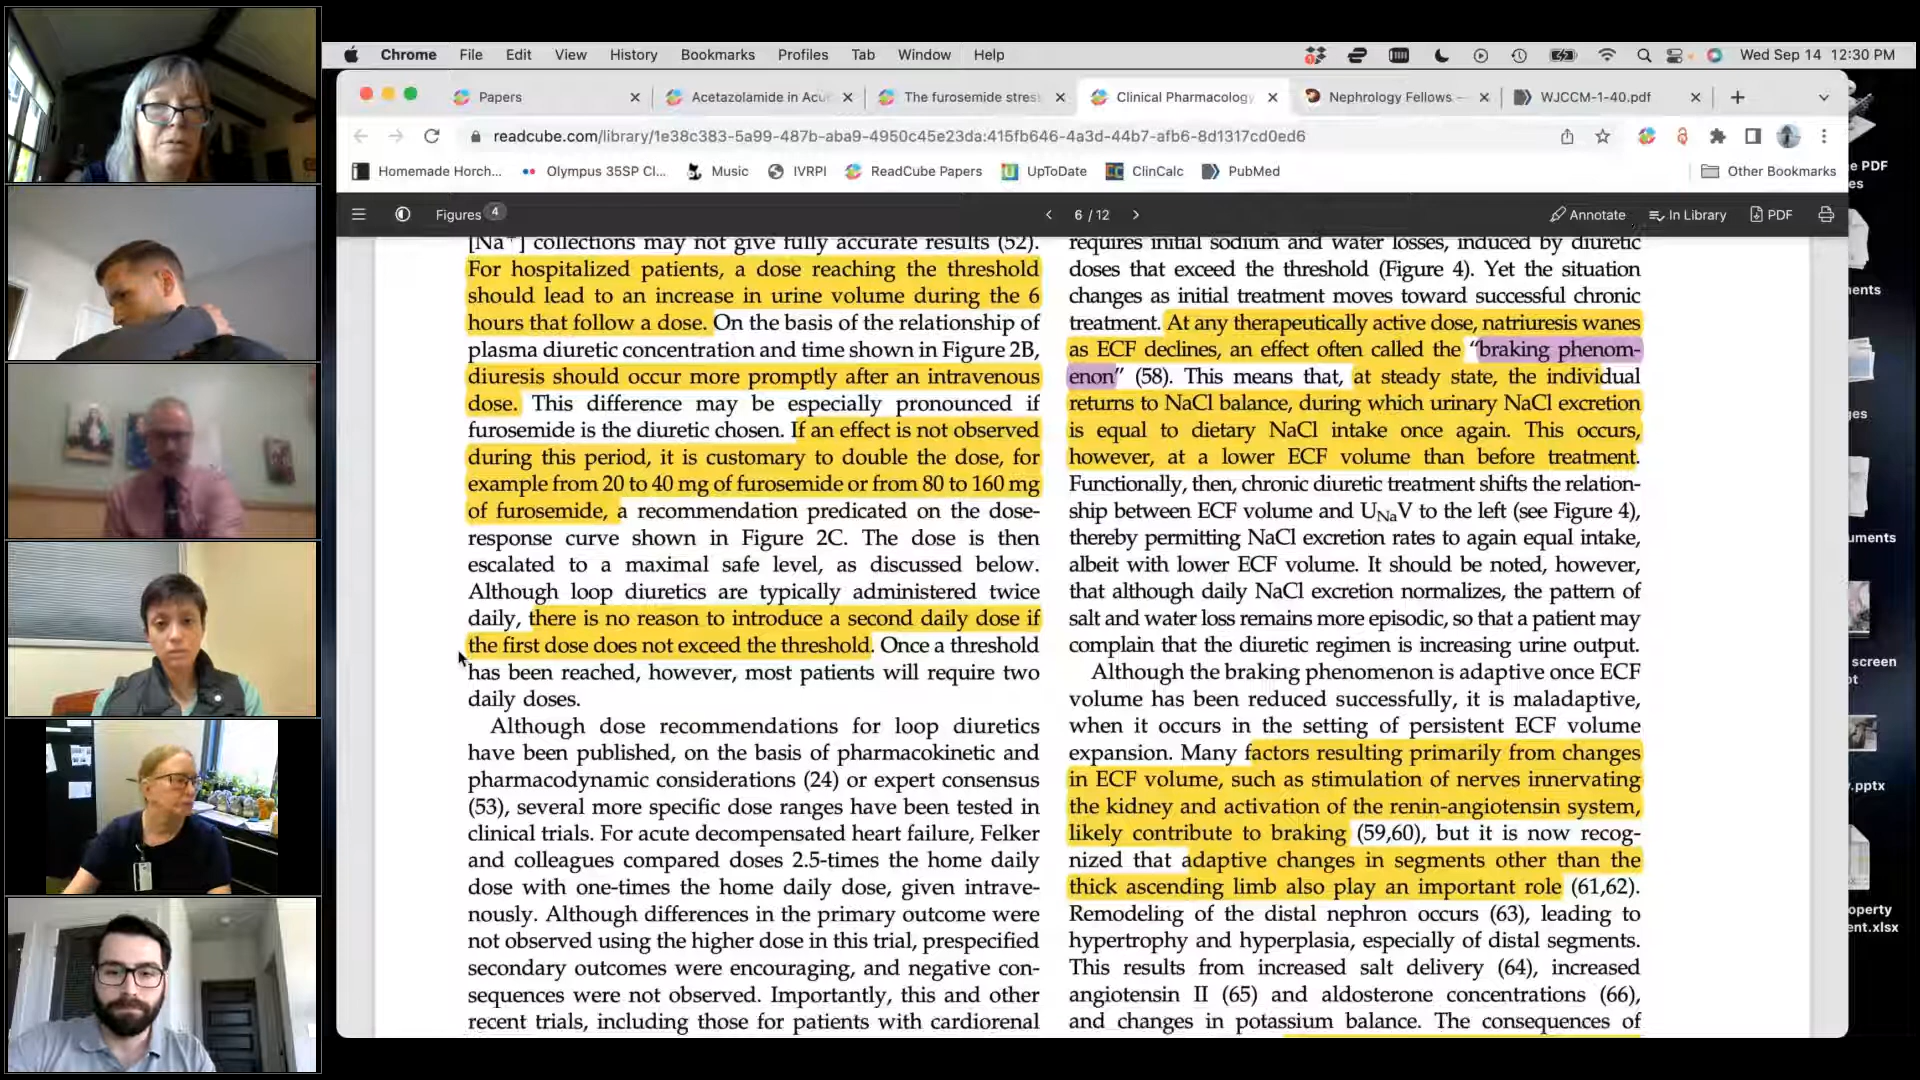 Chrome File Edit View History Bookmarks Profiles Tab Window Help Wed Sep 14 12:30 PM
Papers Acetazolamide in Acu The furosemide stres Clinical Pharmacology Nephrology Fellows – WJCCM-1-40.pdf
readcube.com/library/1e38c383-5a99-487b-aba9-4950c45e23da:415fb646-4a3d-44b7-afb6-8d1317cd0ed6
Homemade Horch... Olympus 35SP Cl... Music IVRPI ReadCube Papers UpToDate ClinCalc PubMed Other Bookmarks
Figures 4 6 / 12 Annotate In Library PDF
[Na+] collections may not give fully accurate results (52).
For hospitalized patients, a dose reaching the threshold
should lead to an increase in urine volume during the 6
hours that follow a dose. On the basis of the relationship of
plasma diuretic concentration and time shown in Figure 2B,
diuresis should occur more promptly after an intravenous
dose. This difference may be especially pronounced if
furosemide is the diuretic chosen. If an effect is not observed
during this period, it is customary to double the dose, for
example from 20 to 40 mg of furosemide or from 80 to 160 mg
of furosemide, a recommendation predicated on the dose-
response curve shown in Figure 2C. The dose is then
escalated to a maximal safe level, as discussed below.
Although loop diuretics are typically administered twice
daily, there is no reason to introduce a second daily dose if
the first dose does not exceed the threshold. Once a threshold
has been reached, however, most patients will require two
daily doses.
Although dose recommendations for loop diuretics
have been published, on the basis of pharmacokinetic and
pharmacodynamic considerations (24) or expert consensus
(53), several more specific dose ranges have been tested in
clinical trials. For acute decompensated heart failure, Felker
and colleagues compared doses 2.5-times the home daily
dose with one-times the home daily dose, given intrave-
nously. Although differences in the primary outcome were
not observed using the higher dose in this trial, prespecified
secondary outcomes were encouraging, and negative con-
sequences were not observed. Importantly, this and other
recent trials, including those for patients with cardiorenal
requires initial sodium and water losses, induced by diuretic
doses that exceed the threshold (Figure 4). Yet the situation
changes as initial treatment moves toward successful chronic
treatment. At any therapeutically active dose, natriuresis wanes
as ECF declines, an effect often called the “braking phenom-
enon” (58). This means that, at steady state, the individual
returns to NaCl balance, during which urinary NaCl excretion
is equal to dietary NaCl intake once again. This occurs,
however, at a lower ECF volume than before treatment.
Functionally, then, chronic diuretic treatment shifts the relation-
ship between ECF volume and UNaV to the left (see Figure 4),
thereby permitting NaCl excretion rates to again equal intake,
albeit with lower ECF volume. It should be noted, however,
that although daily NaCl excretion normalizes, the pattern of
salt and water loss remains more episodic, so that a patient may
complain that the diuretic regimen is increasing urine output.
Although the braking phenomenon is adaptive once ECF
volume has been reduced successfully, it is maladaptive,
when it occurs in the setting of persistent ECF volume
expansion. Many factors resulting primarily from changes
in ECF volume, such as stimulation of nerves innervating
the kidney and activation of the renin-angiotensin system,
likely contribute to braking (59,60), but it is now recog-
nized that adaptive changes in segments other than the
thick ascending limb also play an important role (61,62).
Remodeling of the distal nephron occurs (63), leading to
hypertrophy and hyperplasia, especially of distal segments.
This results from increased salt delivery (64), increased
angiotensin II (65) and aldosterone concentrations (66),
and changes in potassium balance. The consequences of
e PDF
es
ents
uments
ges
screen
ot
.pptx
operty
ent.xlsx